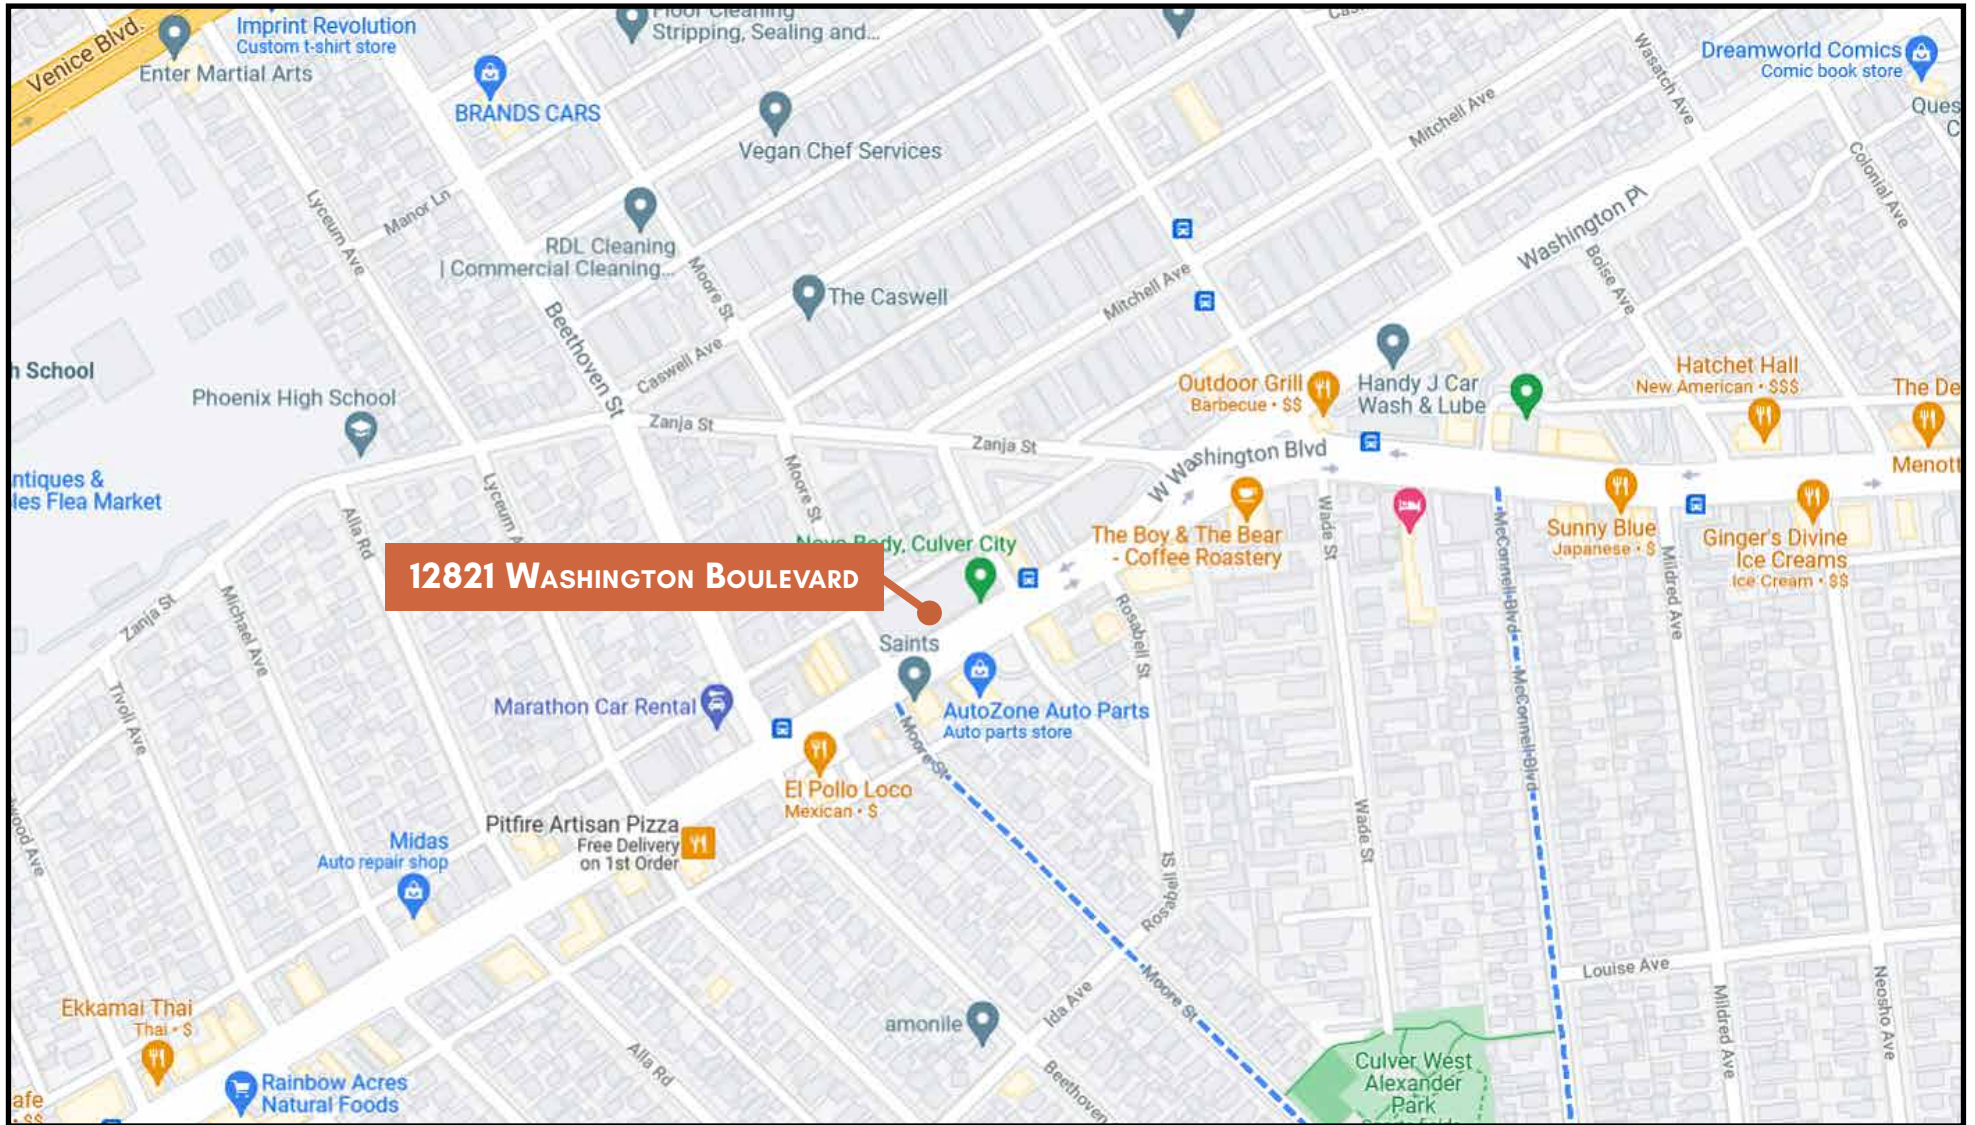 Venice Blvd.
Imprint Revolution
Custom t-shirt store
Enter Martial Arts
BRANDS CARS
Floor Cleaning
Stripping, Sealing and...
Vegan Chef Services
Mitchell Ave
Wasatch Ave
Dreamworld Comics
Comic book store
Ques
C
Colonial Ave
Lyceum Ave
Manor Ln
RDL Cleaning
| Commercial Cleaning...
Moore St
The Caswell
Mitchell Ave
Washington Pl
Boise Ave
Beethoven St
Caswell Ave
h School
Phoenix High School
Zanja St
Zanja St
Outdoor Grill
Barbecue • $$
Handy J Car
Wash & Lube
Hatchet Hall
New American • $$$
The De
Menott
W Washington Blvd
ntiques &
les Flea Market
Alla Rd
Lyceum A
Moore St
Novo Body, Culver City
The Boy & The Bear
- Coffee Roastery
Wade St
McConnell Blvd
Sunny Blue
Japanese • $
Mildred Ave
Ginger's Divine
Ice Creams
Ice Cream • $$
12821 Washington Boulevard
Zanja St
Michael Ave
Saints
Rosabell St
Tivoli Ave
Marathon Car Rental
AutoZone Auto Parts
Auto parts store
Moore St
McConnell Blvd
El Pollo Loco
Mexican • $
Pitfire Artisan Pizza
Free Delivery
on 1st Order
Midas
Auto repair shop
wood Ave
Wade St
Rosabell St
Louise Ave
Moore St
Ida Ave
amonile
Mildred Ave
Neosho Ave
Ekkamai Thai
Thai • $
Alla Rd
Beethoven
Rainbow Acres
Natural Foods
afe
• $$
Culver West
Alexander
Park